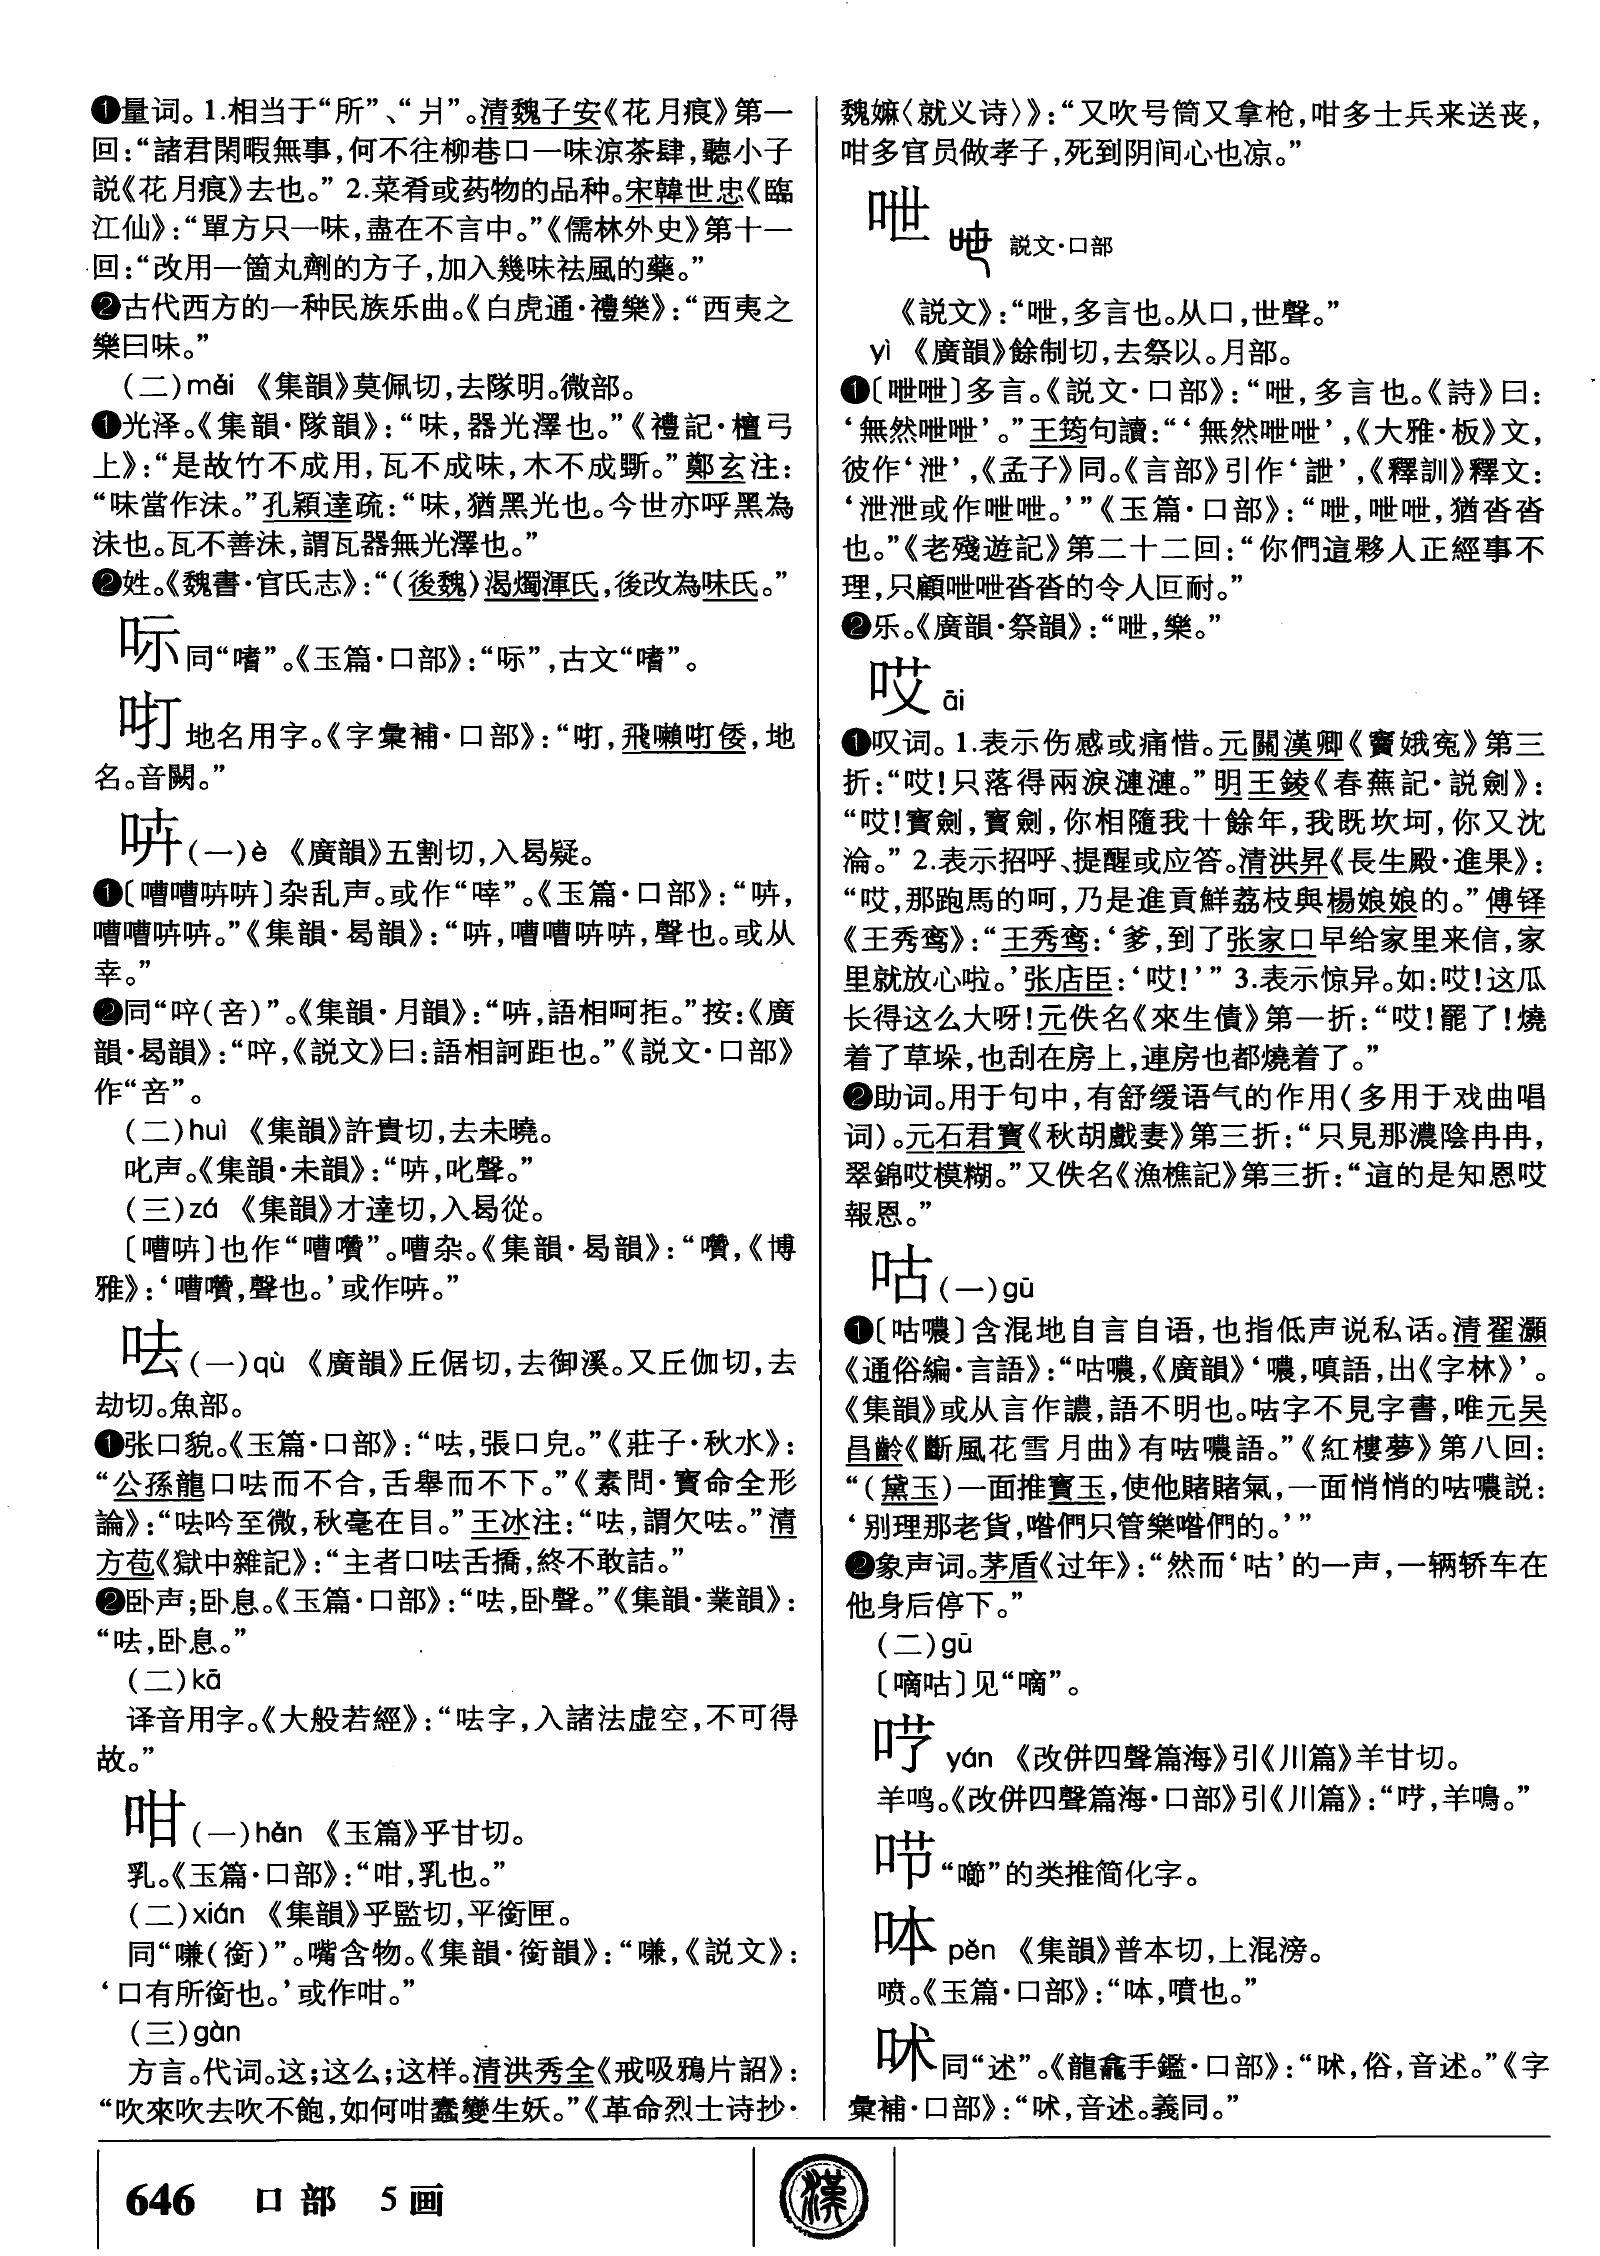 ❶量词。1.相当于“所”、“爿”。清魏子安《花月痕》第一
回：“諸君閑暇無事，何不往柳巷口一味涼茶肆，聽小子
説《花月痕》去也。”2.菜肴或药物的品种。宋韓世忠《臨
江仙》：“單方只一味，盡在不言中。”《儒林外史》第十一
回：“改用一箇丸劑的方子，加入幾味祛風的藥。”
❷古代西方的一种民族乐曲。《白虎通·禮樂》：“西夷之
樂曰味。”
（二）mèi 《集韻》莫佩切，去隊明。微部。
❶光泽。《集韻·隊韻》：“味，器光澤也。”《禮記·檀弓
上》：“是故竹不成用，瓦不成味，木不成斲。”鄭玄注：
“味當作沬。”孔穎達疏：“味，猶黑光也。今世亦呼黑為
沬也。瓦不善沬，謂瓦器無光澤也。”
❷姓。《魏書·官氏志》：“（後魏）渴燭渾氏，後改為味氏。”
呩同“嗜”。《玉篇·口部》：“呩”，古文“嗜”。
地名用字。《字彙補·口部》：“，飛嚪倭，地
名。音闕。”
㕸（一）è 《廣韻》五割切，入曷疑。
❶〔嘈嘈㕸㕸〕杂乱声。或作“啈”。《玉篇·口部》：“㕸，
嘈嘈㕸㕸。”《集韻·曷韻》：“㕸，嘈嘈㕸㕸，聲也。或从
幸。”
❷同“啐（咅）”。《集韻·月韻》：“㕸，語相呵拒。”按：《廣
韻·曷韻》：“啐，《説文》曰：語相訶距也。”《説文·口部》
作“咅”。
（二）huì 《集韻》許貴切，去未曉。
叱声。《集韻·未韻》：“㕸，叱聲。”
（三）zá 《集韻》才達切，入曷從。
〔嘈㕸〕也作“嘈囋”。嘈杂。《集韻·曷韻》：“囋，《博
雅》：‘嘈囋，聲也。’或作㕸。”
呿（一）qù 《廣韻》丘倨切，去御溪。又丘伽切，去
劫切。魚部。
❶张口貌。《玉篇·口部》：“呿，張口皃。”《莊子·秋水》：
“公孫龍口呿而不合，舌舉而不下。”《素問·寶命全形
論》：“呿吟至微，秋毫在目。”王冰注：“呿，謂欠呿。”清
方苞《獄中雜記》：“主者口呿舌撟，終不敢詰。”
❷卧声；卧息。《玉篇·口部》：“呿，卧聲。”《集韻·業韻》：
“呿，卧息。”
（二）kā
译音用字。《大般若經》：“呿字，入諸法虚空，不可得
故。”
咁（一）hán 《玉篇》乎甘切。
乳。《玉篇·口部》：“咁，乳也。”
（二）xián 《集韻》乎監切，平銜匣。
同“嗛（銜）”。嘴含物。《集韻·銜韻》：“嗛，《説文》：
‘口有所銜也。’或作咁。”
（三）gàn
方言。代词。这；这么；这样。清洪秀全《戒吸鴉片詔》：
“吹來吹去吹不飽，如何咁蠢變生妖。”《革命烈士诗抄·
魏嫲〈就义诗〉》：“又吹号筒又拿枪，咁多士兵来送丧，
咁多官员做孝子，死到阴间心也凉。”
呭 説文·口部
《説文》：“呭，多言也。从口，世聲。”
yì 《廣韻》餘制切，去祭以。月部。
❶〔呭呭〕多言。《説文·口部》：“呭，多言也。《詩》曰：
‘無然呭呭’。”王筠句讀：“‘無然呭呭’，《大雅·板》文，
彼作‘泄’，《孟子》同。《言部》引作‘詍’，《釋訓》釋文：
‘泄泄或作呭呭。’”《玉篇·口部》：“呭，呭呭，猶沓沓
也。”《老殘遊記》第二十二回：“你們這夥人正經事不
理，只顧呭呭沓沓的令人叵耐。”
❷乐。《廣韻·祭韻》：“呭，樂。”
哎 āi
❶叹词。1.表示伤感或痛惜。元關漢卿《竇娥寃》第三
折：“哎！只落得兩淚漣漣。”明王錂《春蕪記·説劍》：
“哎！寶劍，寶劍，你相隨我十餘年，我既坎坷，你又沈
淪。”2.表示招呼、提醒或应答。清洪昇《長生殿·進果》：
“哎，那跑馬的呵，乃是進貢鮮荔枝與楊娘娘的。”傅铎
《王秀鸾》：“王秀鸾：‘爹，到了张家口早给家里来信，家
里就放心啦。’张店臣：‘哎！’”3.表示惊异。如：哎！这瓜
长得这么大呀！元佚名《來生債》第一折：“哎！罷了！燒
着了草垛，也刮在房上，連房也都燒着了。”
❷助词。用于句中，有舒缓语气的作用（多用于戏曲唱
词）。元石君寶《秋胡戲妻》第三折：“只見那濃陰冉冉，
翠錦哎模糊。”又佚名《漁樵記》第三折：“這的是知恩哎
報恩。”
咕（一）gū
❶〔咕噥〕含混地自言自语，也指低声说私话。清翟灝
《通俗編·言語》：“咕噥，《廣韻》‘噥，嗔語，出《字林》’。
《集韻》或从言作譨，語不明也。咕字不見字書，唯元吴
昌齡《斷風花雪月曲》有咕噥語。”《紅樓夢》第八回：
“（黛玉）一面推寶玉，使他賭賭氣，一面悄悄的咕噥説：
‘别理那老貨，喒們只管樂喒們的。’”
❷象声词。茅盾《过年》：“然而‘咕’的一声，一辆轿车在
他身后停下。”
（二）gū
〔嘀咕〕见“嘀”。
yán 《改併四聲篇海》引《川篇》羊甘切。
羊鸣。《改併四聲篇海·口部》引《川篇》：“，羊鳴。”
“㘉”的类推简化字。
呠 pěn 《集韻》普本切，上混滂。
喷。《玉篇·口部》：“呠，噴也。”
㖀同“述”。《龍龕手鑑·口部》：“㖀，俗，音述。”《字
彙補·口部》：“㖀，音述。義同。”
646 口部 5画
漢